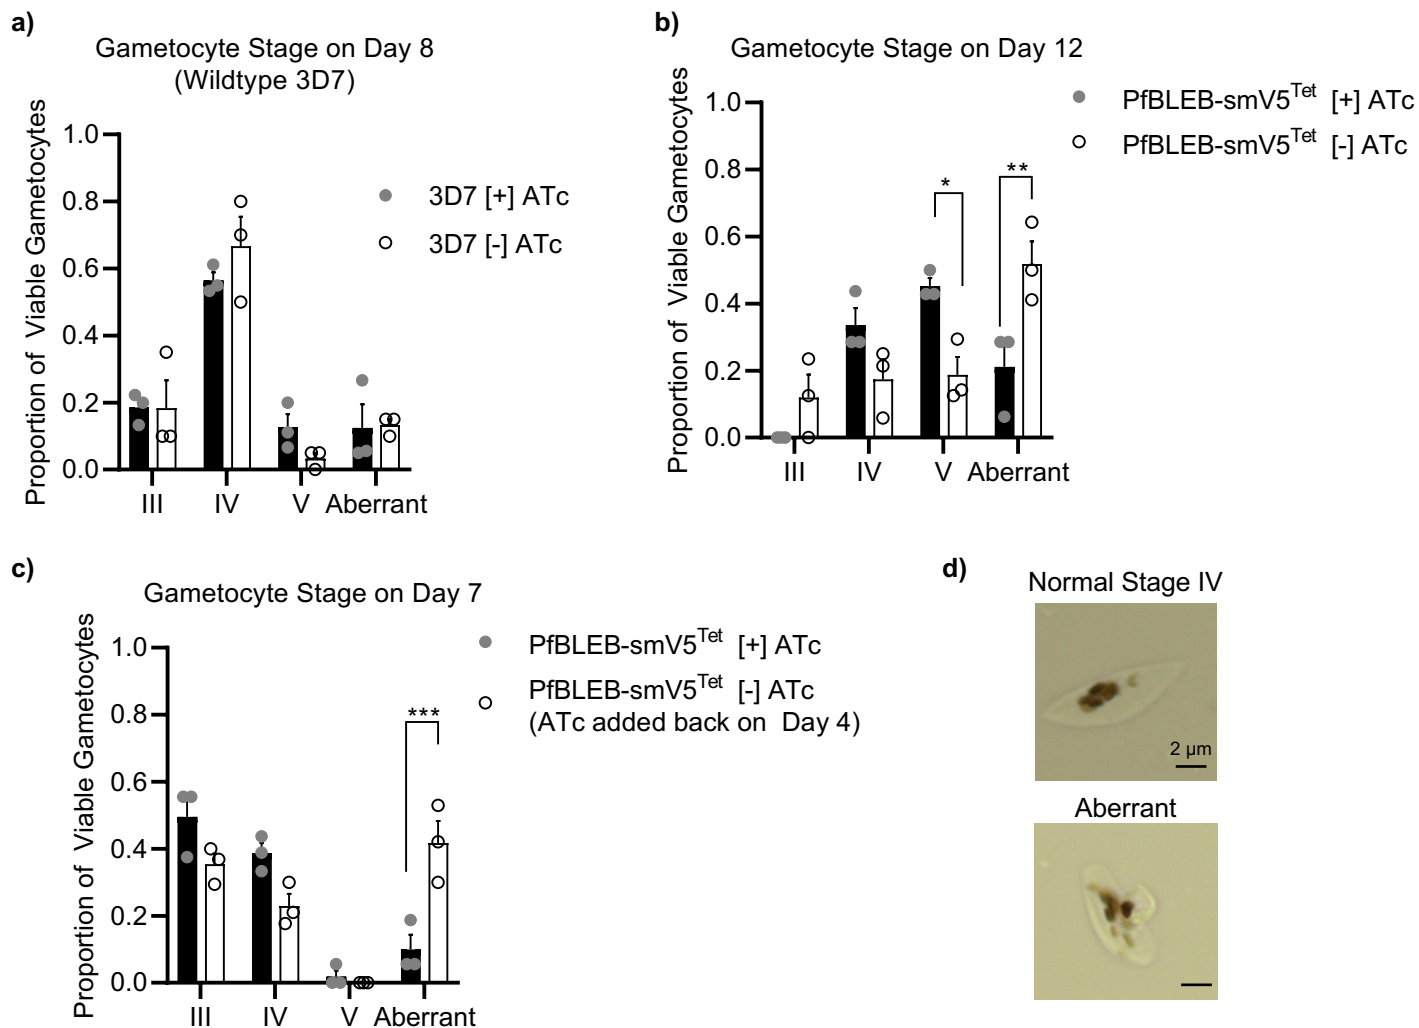 a)
Gametocyte Stage on Day 8
(Wildtype 3D7)
Proportion of Viable Gametocytes
1.0
0.8
0.6
0.4
0.2
0.0
III IV V Aberrant
3D7 [+] ATc
3D7 [-] ATc
b)
Gametocyte Stage on Day 12
Proportion of Viable Gametocytes
1.0
0.8
0.6
0.4
0.2
0.0
* **
III IV V Aberrant
PfBLEB-smV5Tet [+] ATc
PfBLEB-smV5Tet [-] ATc
c)
Gametocyte Stage on Day 7
Proportion of Viable Gametocytes
1.0
0.8
0.6
0.4
0.2
0.0
***
III IV V Aberrant
PfBLEB-smV5Tet [+] ATc
PfBLEB-smV5Tet [-] ATc
(ATc added back on Day 4)
d)
Normal Stage IV
2 µm
Aberrant